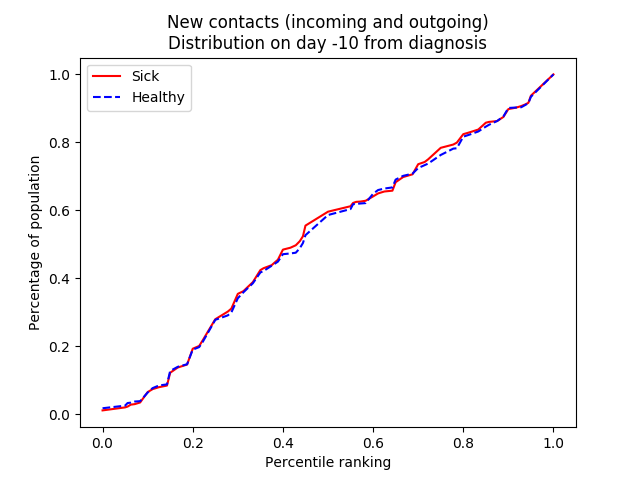 New contacts (incoming and outgoing)
Distribution on day -10 from diagnosis
Sick
Healthy
Percentage of population
1.0
0.8
0.6
0.4
0.2
0.0
0.0 0.2 0.4 0.6 0.8 1.0
Percentile ranking